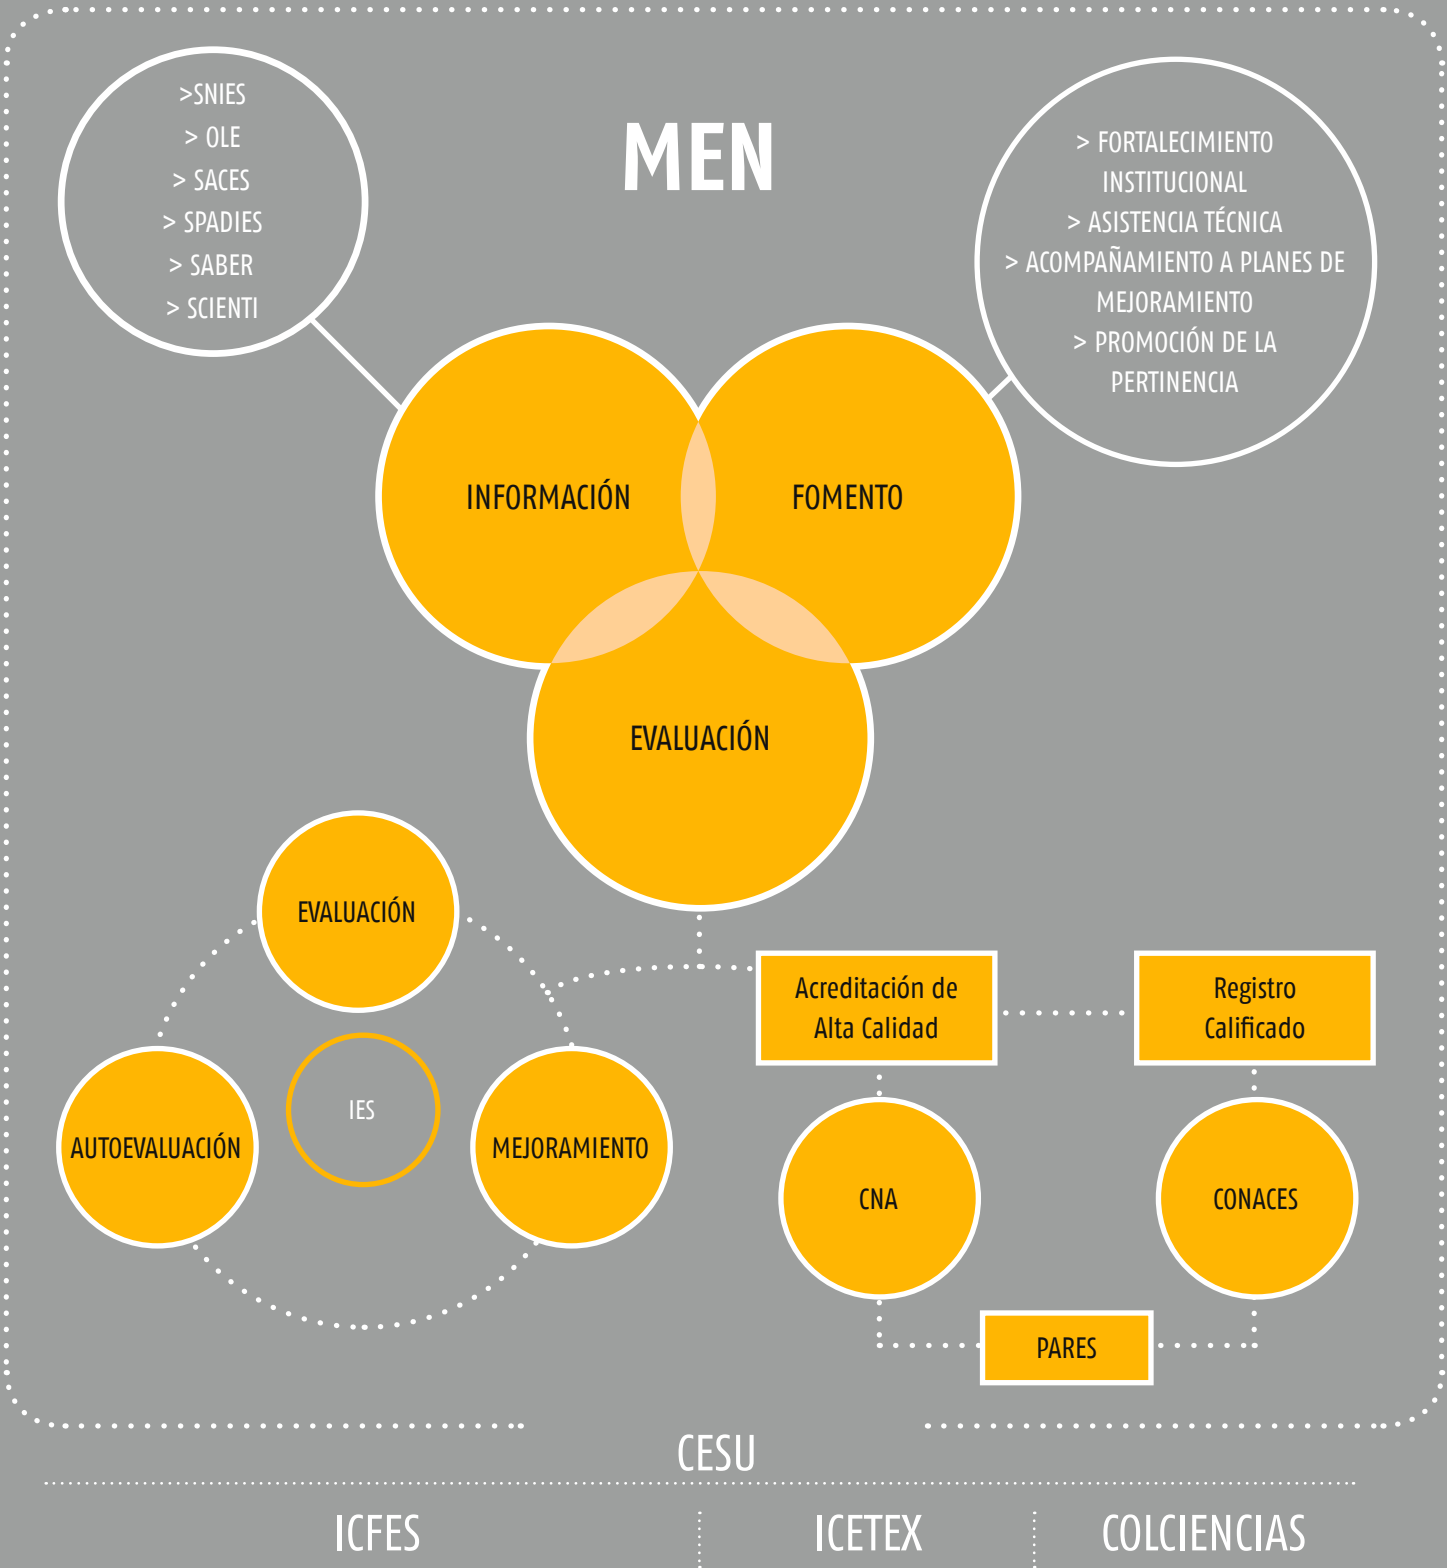 >SNIES
> OLE
> SACES
> SPADIES
> SABER
> SCIENTI
MEN
> FORTALECIMIENTO
INSTITUCIONAL
> ASISTENCIA TÉCNICA
> ACOMPAÑAMIENTO A PLANES DE
MEJORAMIENTO
> PROMOCIÓN DE LA
PERTINENCIA
INFORMACIÓN
FOMENTO
EVALUACIÓN
EVALUACIÓN
IES
AUTOEVALUACIÓN
MEJORAMIENTO
Acreditación de
Alta Calidad
Registro
Calificado
CNA
CONACES
PARES
CESU
ICFES
ICETEX
COLCIENCIAS